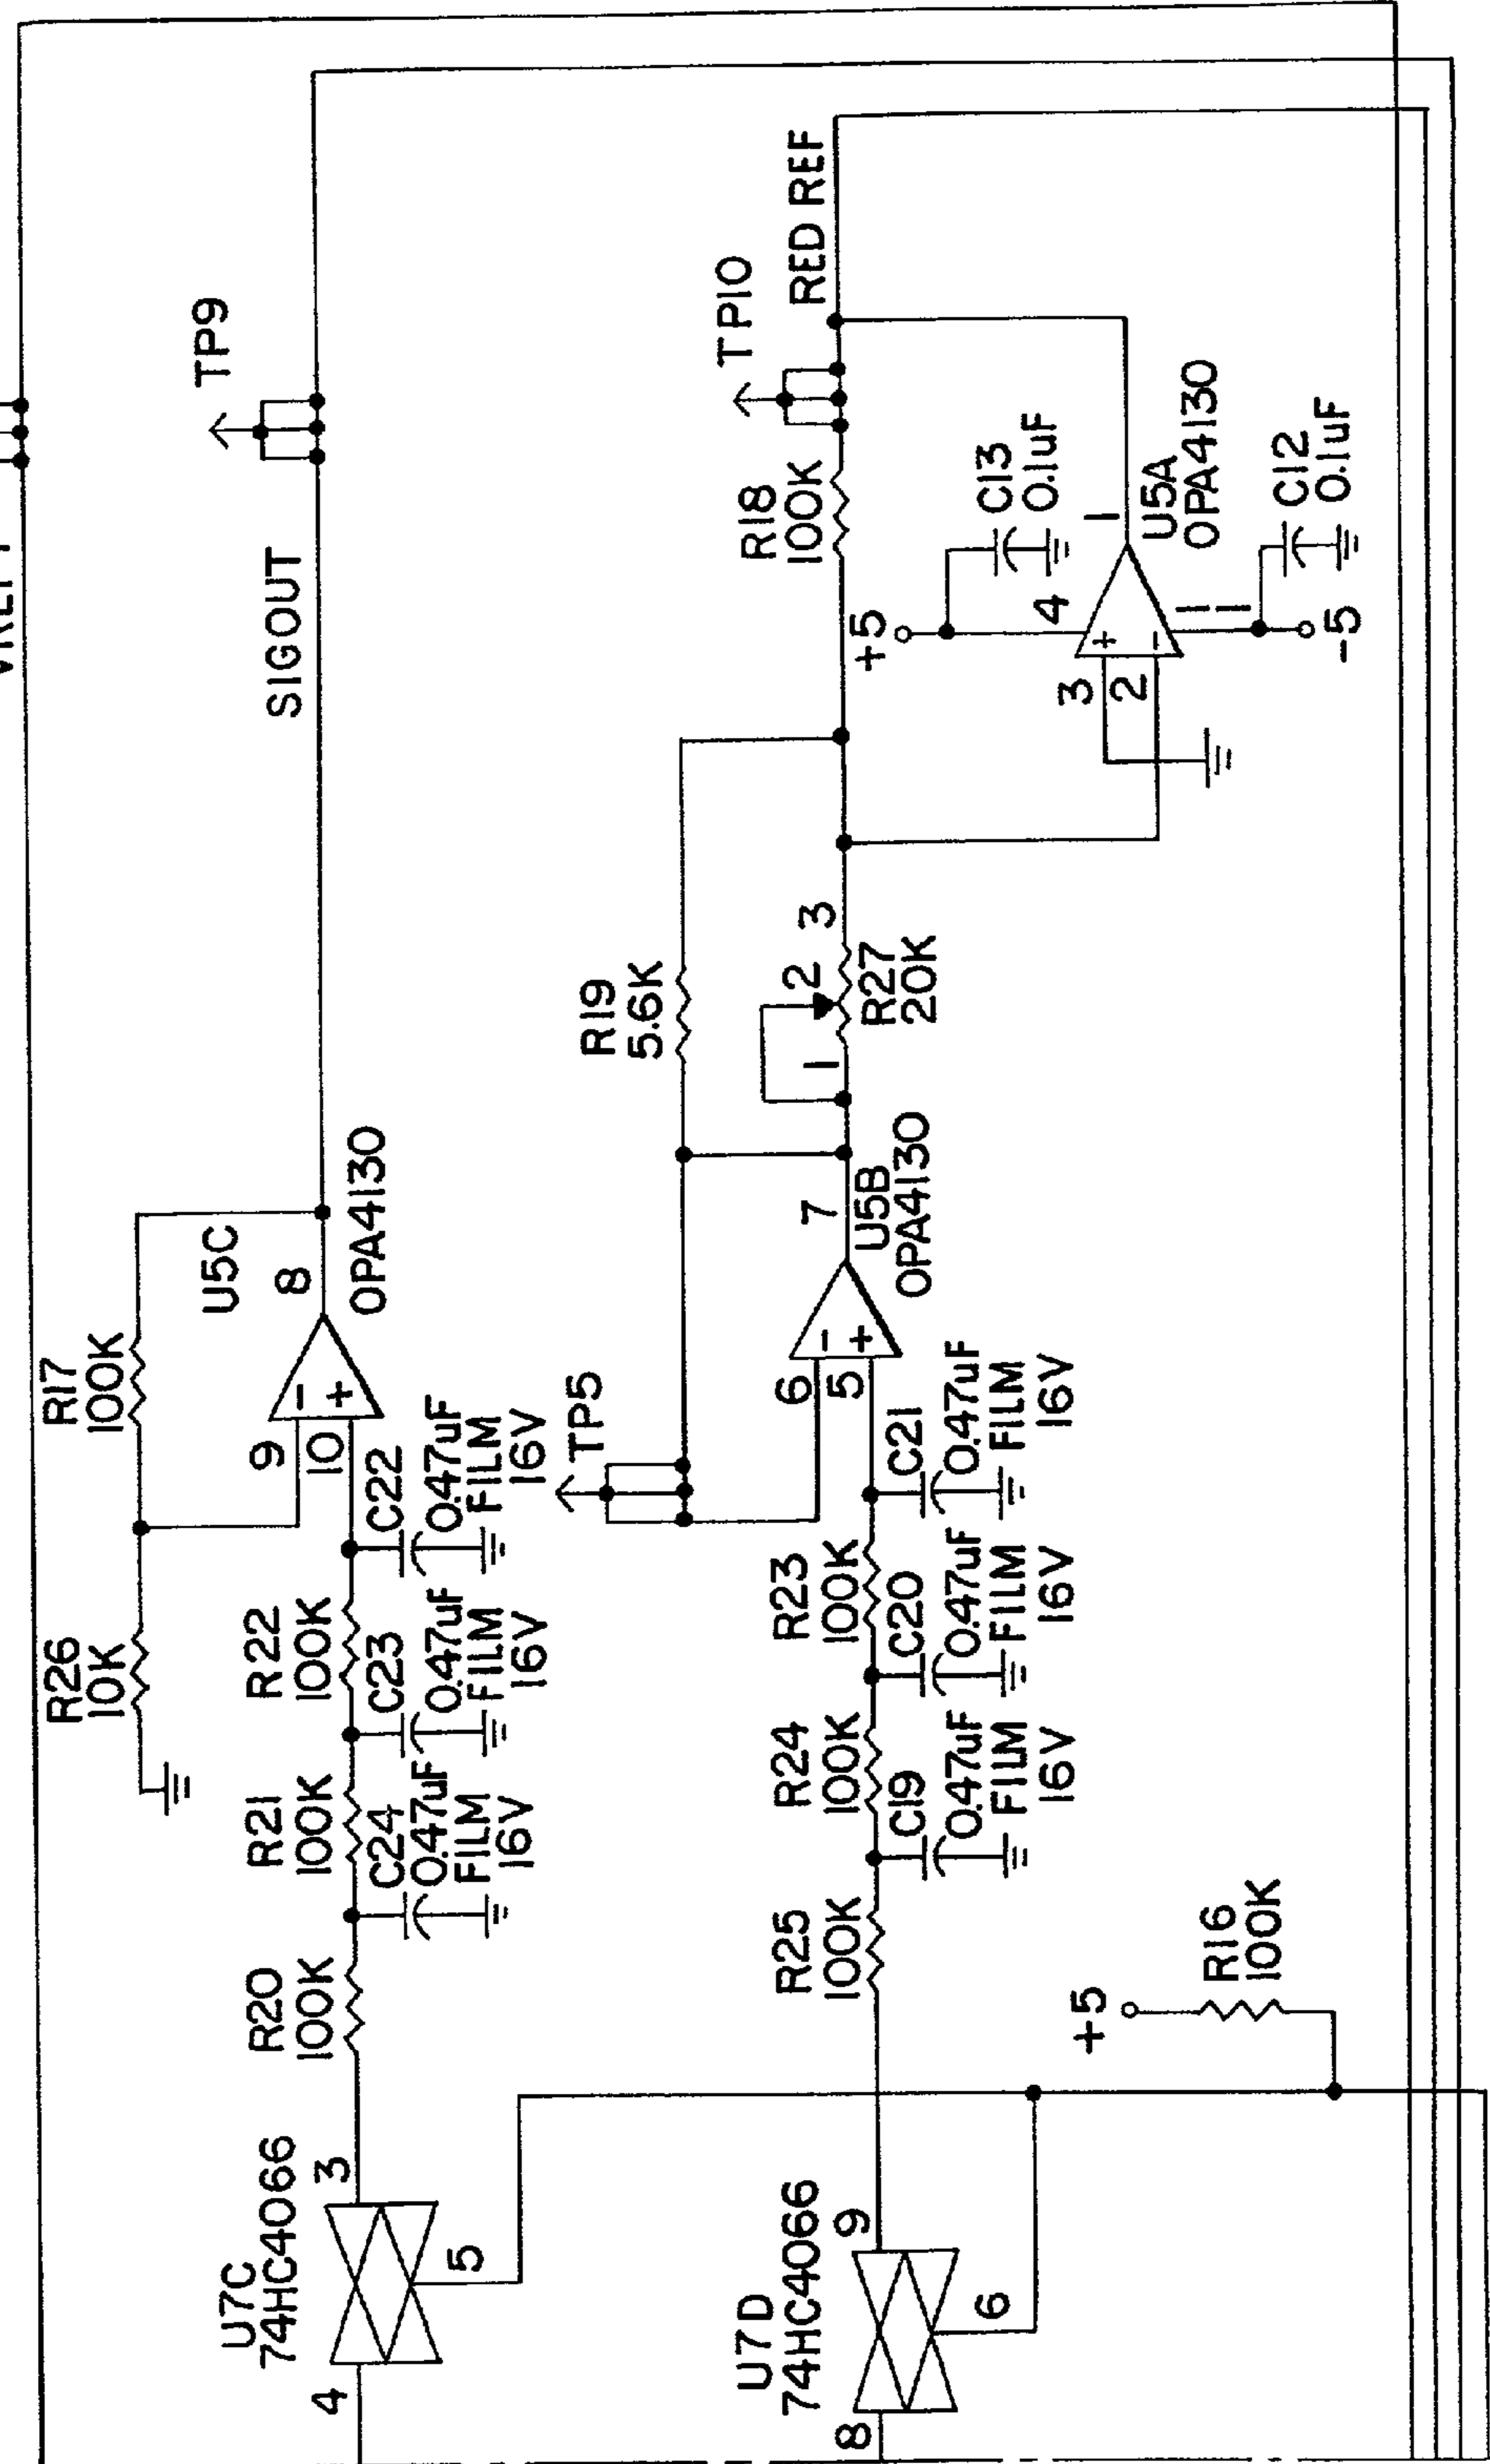 TP9
SIGOUT
R17
100K
U5C
8
OPA4130
9
10
R26
10K
R22
100K
R21
100K
R20
100K
C22
0.47uF
FILM
16V
C23
0.47uF
FILM
16V
C24
0.47uF
FILM
16V
U7C
74HC4066
3
4
5
TP10
RED REF
R18
100K
+5
C13
0.1uF
4
1
U5A
OPA4130
3
2
11
C12
0.1uF
-5
R19
5.6K
3
2
1
R27
20K
7
U5B
OPA4130
TP5
6
5
C21
0.47uF
FILM
16V
R23
100K
C20
0.47uF
FILM
16V
R24
100K
C19
0.47uF
FILM
16V
R25
100K
+5
R16
100K
U7D
74HC4066
9
8
6